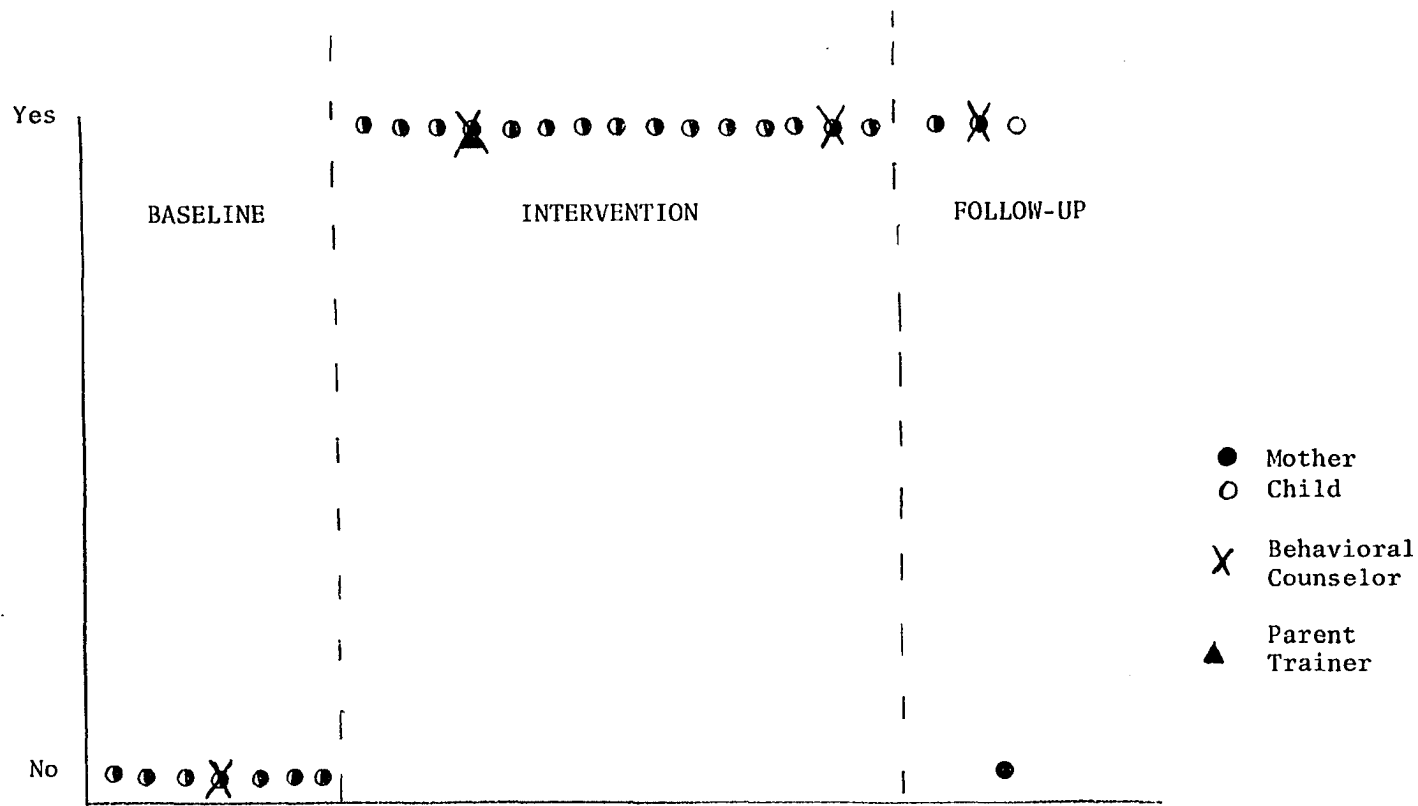 Yes
BASELINE
INTERVENTION
FOLLOW-UP
Mother
Child
Behavioral
Counselor
Parent
Trainer
No